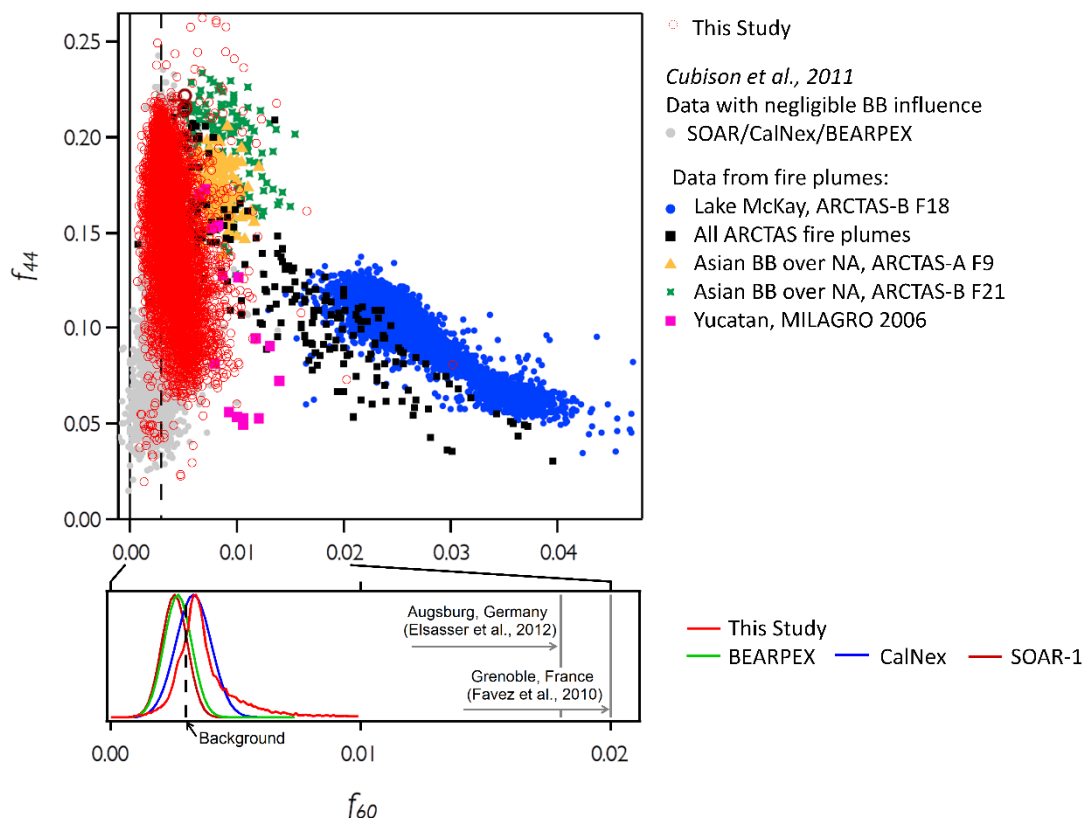 0.25
0.20
0.15
0.10
0.05
0.00
f44
0.00
0.01
0.02
0.03
0.04
This Study
Cubison et al., 2011
Data with negligible BB influence
SOAR/CalNex/BEARPEX
Data from fire plumes:
Lake McKay, ARCTAS-B F18
All ARCTAS fire plumes
Asian BB over NA, ARCTAS-A F9
Asian BB over NA, ARCTAS-B F21
Yucatan, MILAGRO 2006
Augsburg, Germany
(Elsasser et al., 2012)
Grenoble, France
(Favez et al., 2010)
Background
0.00
0.01
0.02
f60
This Study
BEARPEX
CalNex
SOAR-1